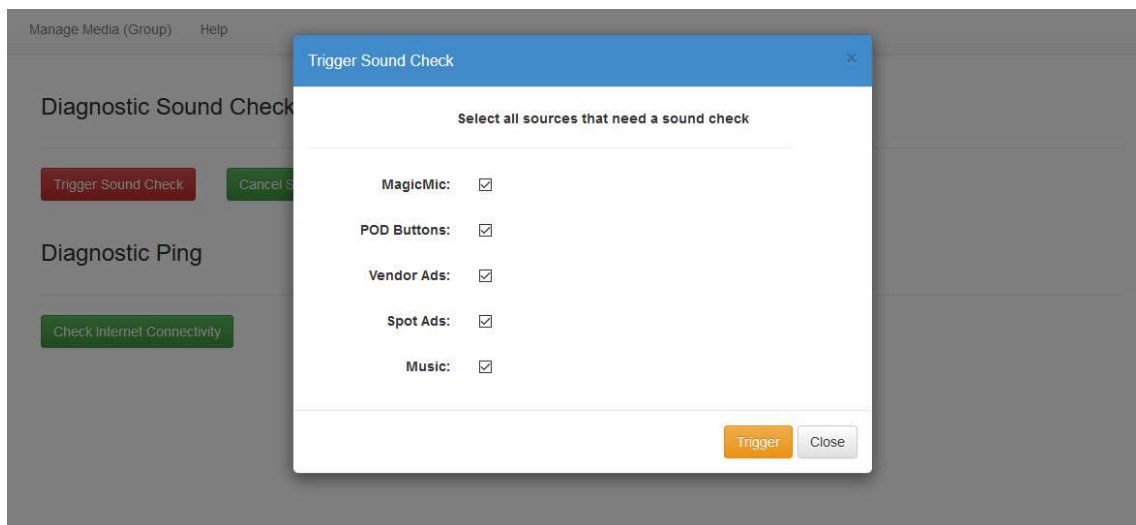 Manage Media (Group) Help
Trigger Sound Check
×
Diagnostic Sound Check
Select all sources that need a sound check
Trigger Sound Check
Cancel S
MagicMic:
POD Buttons:
Diagnostic Ping
Vendor Ads:
Spot Ads:
Check Internet Connectivity
Music:
Trigger
Close